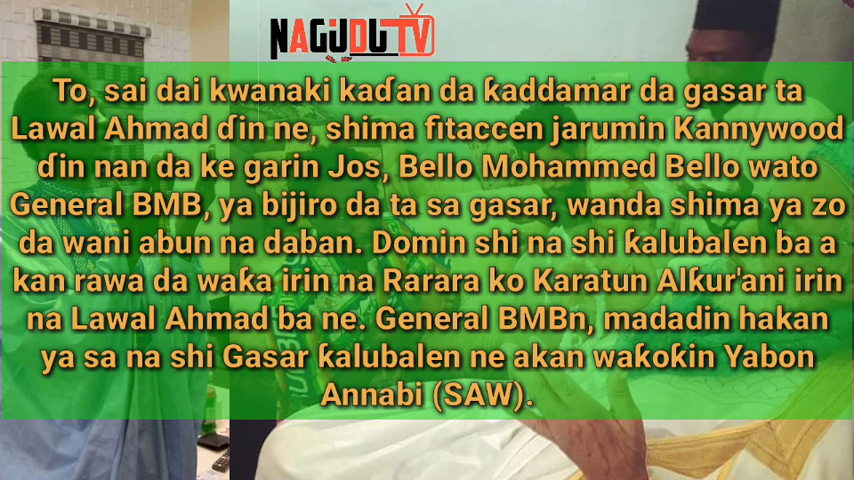 NAGUDU TV
To, sai dai kwanaki kaɗan da ƙaddamar da gasar ta
Lawal Ahmad ɗin ne, shima fitaccen jarumin Kannywood
ɗin nan da ke garin Jos, Bello Mohammed Bello wato
General BMB, ya bijiro da ta sa gasar, wanda shima ya zo
da wani abun na daban. Domin shi na shi ƙalubalen ba a
kan rawa da waƙa irin na Rarara ko Karatun Alƙur'ani irin
na Lawal Ahmad ba ne. General BMBn, madadin hakan
ya sa na shi Gasar ƙalubalen ne akan waƙoƙin Yabon
Annabi (SAW).